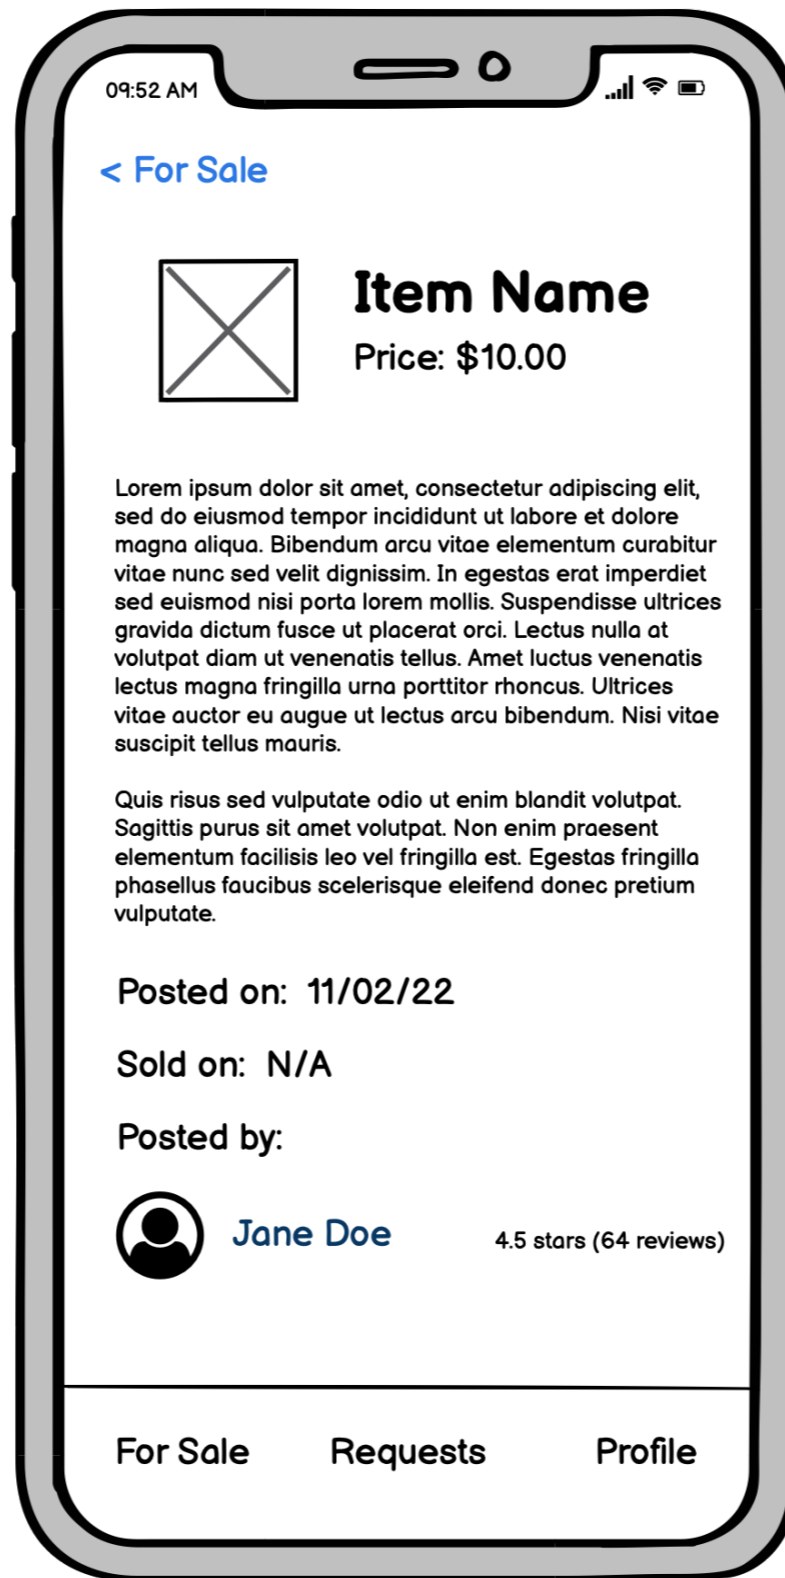 09:52 AM
< For Sale
Item Name
Price: $10.00
Lorem ipsum dolor sit amet, consectetur adipiscing elit,
sed do eiusmod tempor incididunt ut labore et dolore
magna aliqua. Bibendum arcu vitae elementum curabitur
vitae nunc sed velit dignissim. In egestas erat imperdiet
sed euismod nisi porta lorem mollis. Suspendisse ultrices
gravida dictum fusce ut placerat orci. Lectus nulla at
volutpat diam ut venenatis tellus. Amet luctus venenatis
lectus magna fringilla urna porttitor rhoncus. Ultrices
vitae auctor eu augue ut lectus arcu bibendum. Nisi vitae
suscipit tellus mauris.
Quis risus sed vulputate odio ut enim blandit volutpat.
Sagittis purus sit amet volutpat. Non enim praesent
elementum facilisis leo vel fringilla est. Egestas fringilla
phasellus faucibus scelerisque eleifend donec pretium
vulputate.
Posted on: 11/02/22
Sold on: N/A
Posted by:
Jane Doe 4.5 stars (64 reviews)
For Sale Requests Profile